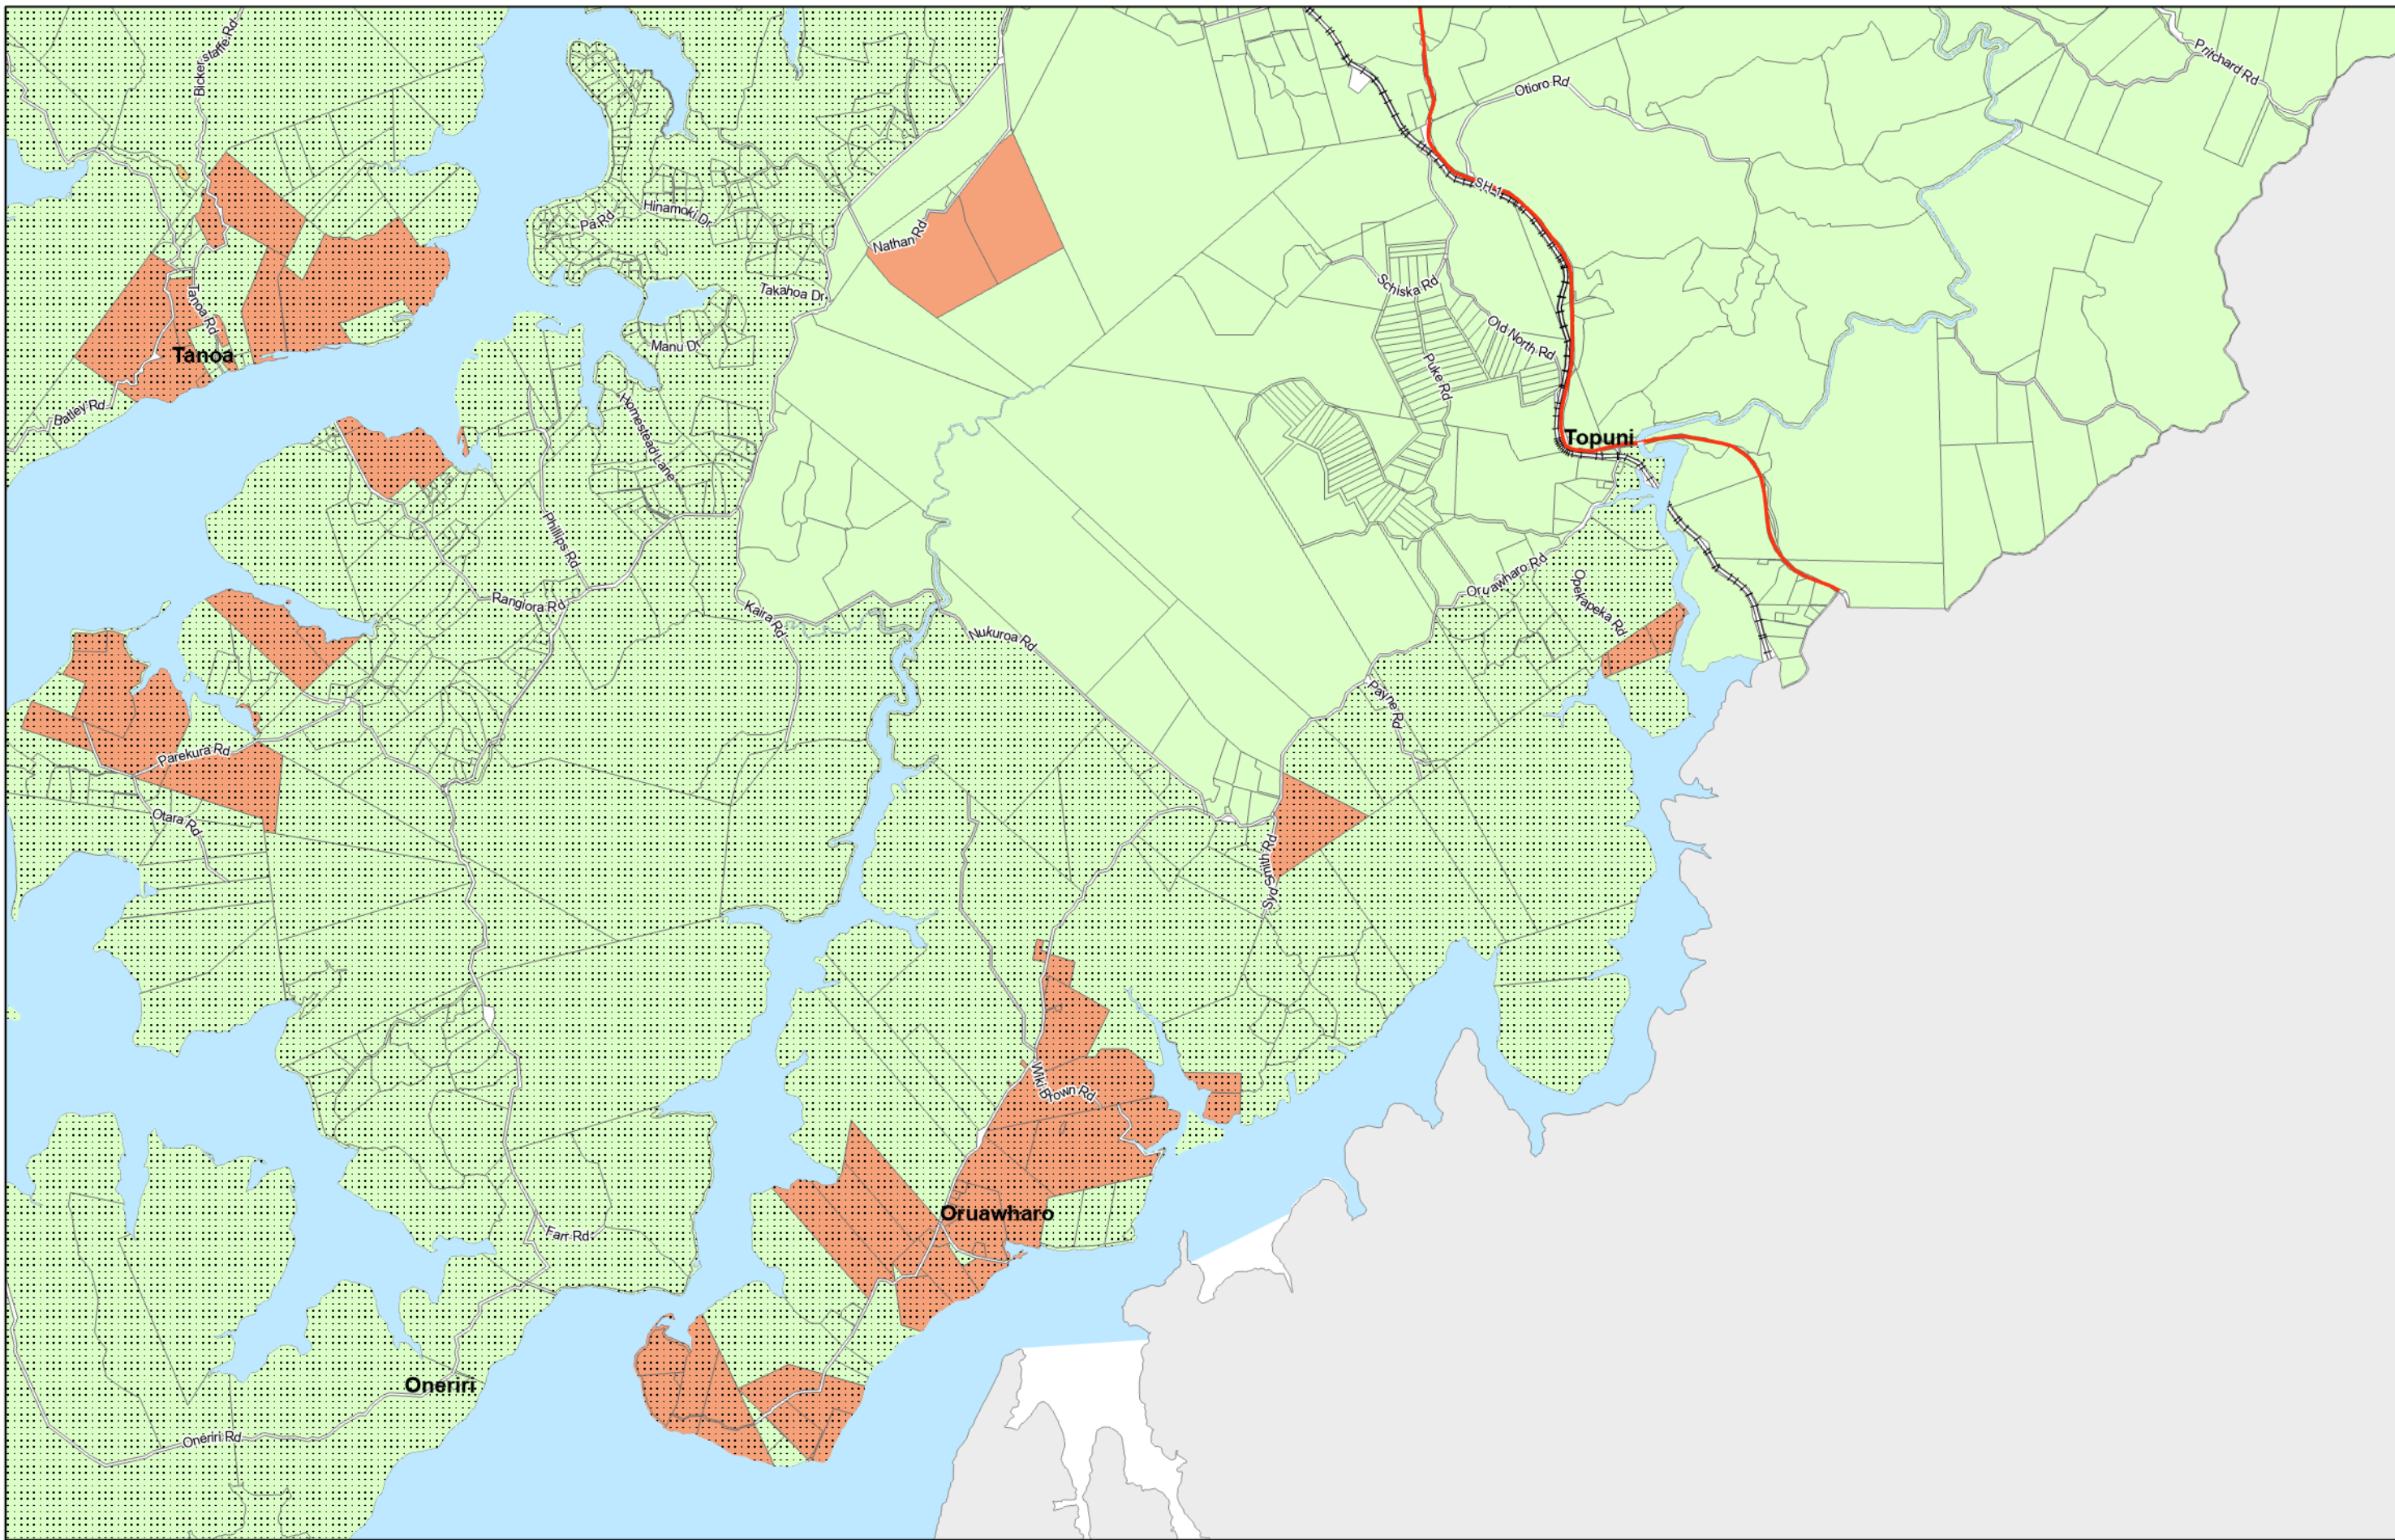 Bickerstaffe Rd
Pritchard Rd
Otioro Rd
SH 1
Pa Rd
Hinamoki Dr
Nathan Rd
Takahoa Dr
Schiska Rd
Tanoa Rd
Old North Rd
Manu Dr
Tanoa
Puke Rd
Batley Rd
Homestead Lane
Topuni
Phillips Rd
Oruawharo Rd
Opekapeka Rd
Rangiora Rd
Kaira Rd
Nukuroa Rd
Payne Rd
Parekura Rd
Otara Rd
Syd Smith Rd
Wiki Brown Rd
Oruawharo
Farr Rd
Oneriri
Oneriri Rd